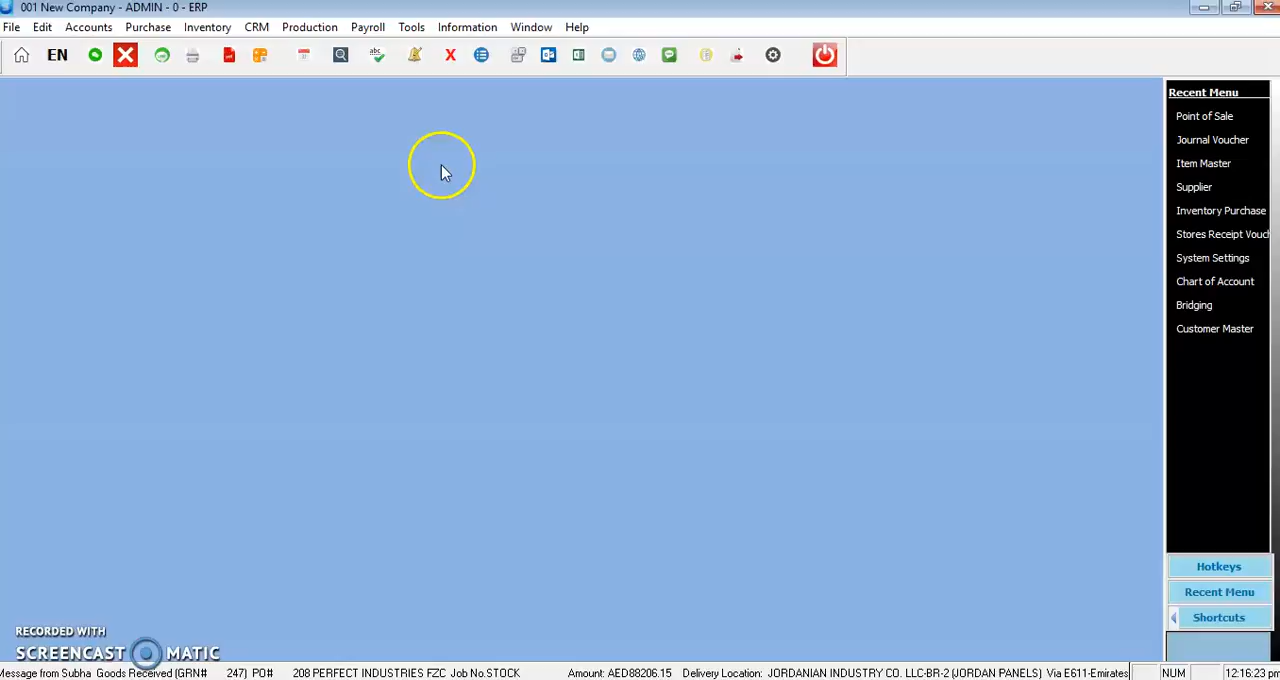 001 New Company - ADMIN - 0 - ERP
File Edit Accounts Purchase Inventory CRM Production Payroll Tools Information Window Help
EN
abc
X
Recent Menu
Point of Sale
Journal Voucher
Item Master
Supplier
Inventory Purchase
Stores Receipt Vouch
System Settings
Chart of Account
Bridging
Customer Master
Hotkeys
Recent Menu
Shortcuts
RECORDED WITH
SCREENCAST MATIC
Message from Subha Goods Received (GRN# 247) PO# 208 PERFECT INDUSTRIES FZC Job No.STOCK Amount: AED88206.15 Delivery Location: JORDANIAN INDUSTRY CO. LLC-BR-2 (JORDAN PANELS) Via E611-Emirates NUM 12:16:23 pm